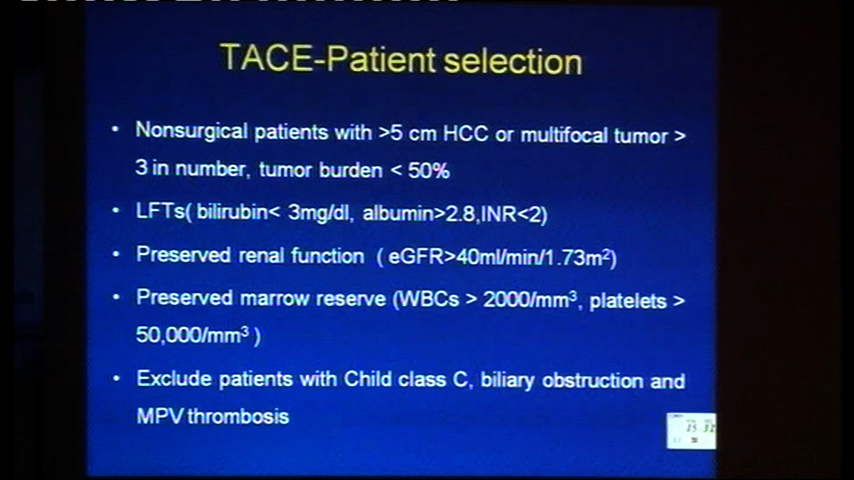 TACE-Patient selection
• Nonsurgical patients with >5 cm HCC or multifocal tumor >
3 in number, tumor burden < 50%
• LFTs( bilirubin< 3mg/dl, albumin>2.8,INR<2)
• Preserved renal function ( eGFR>40ml/min/1.73m²)
• Preserved marrow reserve (WBCs > 2000/mm³, platelets >
50,000/mm³ )
• Exclude patients with Child class C, biliary obstruction and
MPV thrombosis